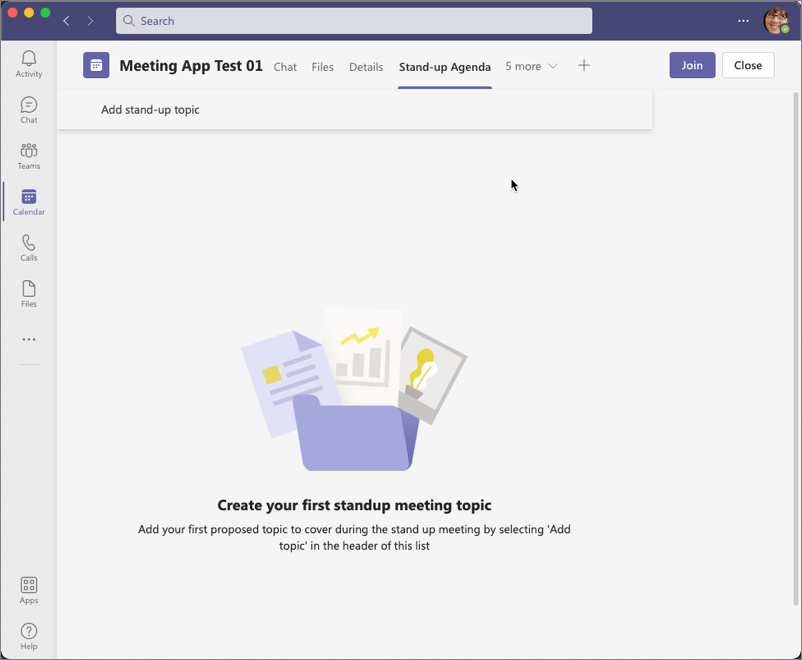 Search
Activity
Chat
Teams
Calendar
Calls
Files
Apps
Help
Meeting App Test 01
Chat
Files
Details
Stand-up Agenda
5 more
Join
Close
Add stand-up topic
Create your first standup meeting topic
Add your first proposed topic to cover during the stand up meeting by selecting 'Add
topic' in the header of this list